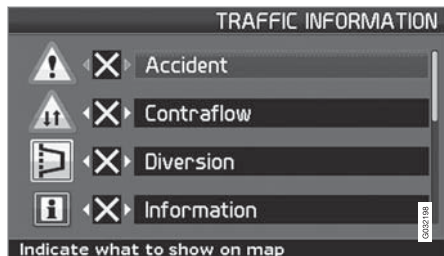 TRAFFIC INFORMATION
Accident
Contraflow
Diversion
Information
G032198
Indicate what to show on map